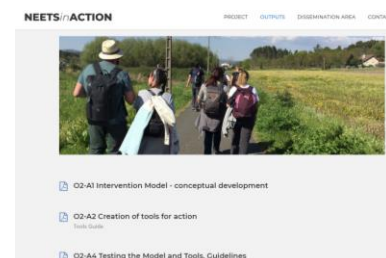 NEETSinACTION
PROJECT OUTPUTS DISSEMINATION AREA
O2-A1 Intervention Model - conceptual development
O2-A2 Creation of tools for action
Tools Guide
O2-A4 Testing the Model and Tools. Guidelines